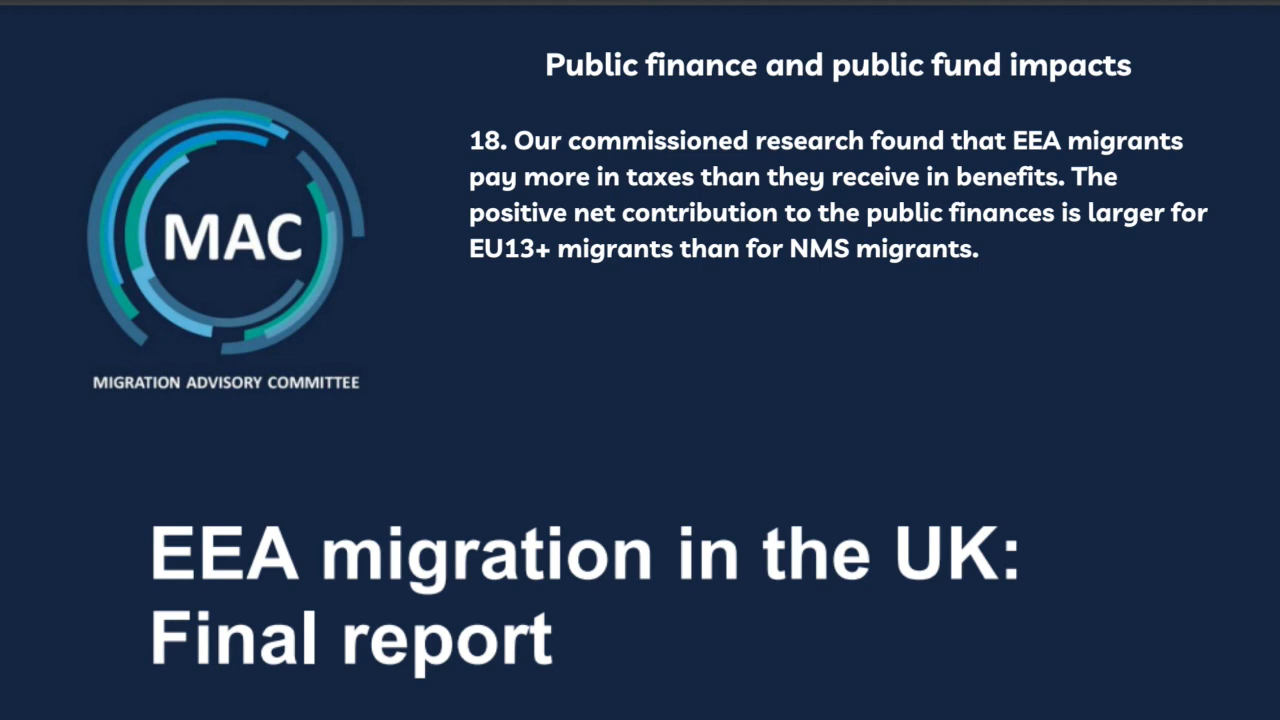 Public finance and public fund impacts
18. Our commissioned research found that EEA migrants
pay more in taxes than they receive in benefits. The
positive net contribution to the public finances is larger for
EU13+ migrants than for NMS migrants.
MAC
MIGRATION ADVISORY COMMITTEE
EEA migration in the UK:
Final report